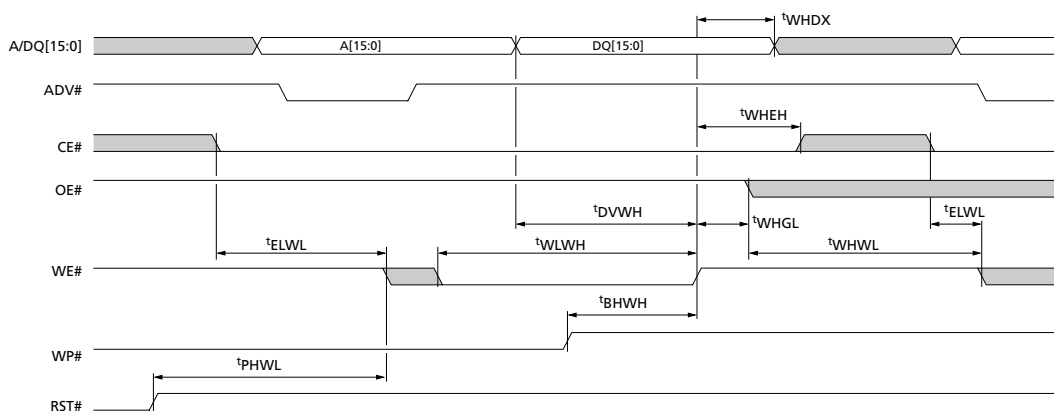 tWHDX
A/DQ[15:0] A[15:0] DQ[15:0]
ADV#
tWHEH
CE#
OE#
tDVWH tWHGL tELWL
tELWL tWLWH tWHWL
WE#
tBHWH
WP#
tPHWL
RST#